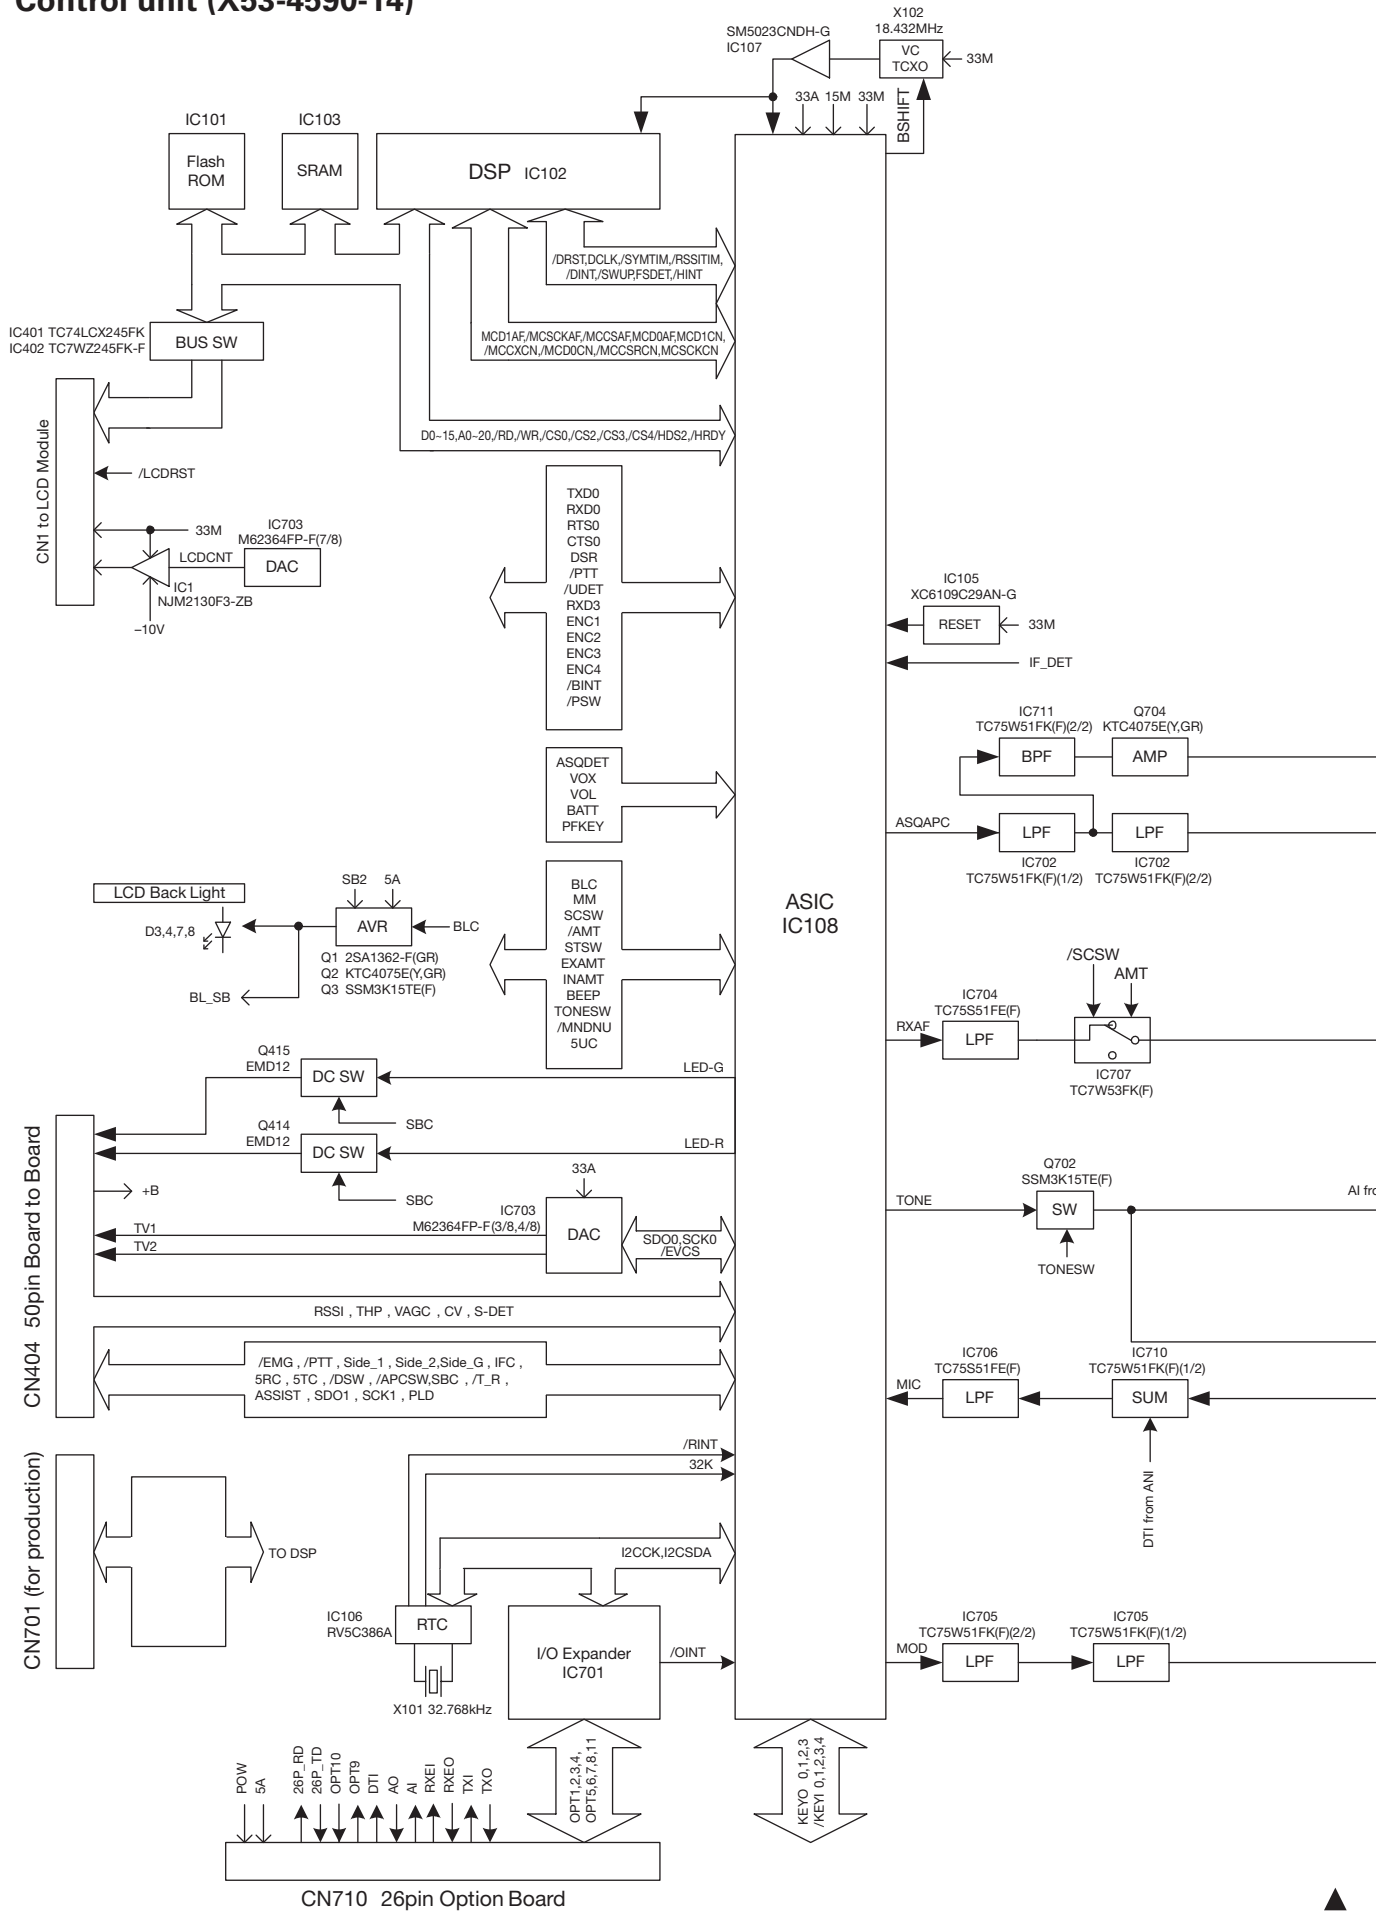 Control unit (X53-4590-14)
SM5023CNDH-G
IC107
X102
18.432MHz
VC
TCXO
33M
33A 15M 33M
BSHIFT
IC101
Flash
ROM
IC103
SRAM
DSP IC102
/DRST,DCLK,/SYMTIM,/RSSITIM,
/DINT,/SWUP,FSDET,/HINT
IC401 TC74LCX245FK
IC402 TC7WZ245FK-F
BUS SW
MCD1AF,/MCSCKAF,/MCCSAF,MCD0AF,MCD1CN,
/MCCXCN,/MCD0CN,/MCCSRCN,MCSCKCN
D0~15,A0~20,/RD,/WR,/CS0,/CS2,/CS3,/CS4/HDS2,/HRDY
CN1 to LCD Module
/LCDRST
33M
IC703
M62364FP-F(7/8)
LCDCNT
DAC
IC1
NJM2130F3-ZB
–10V
TXD0
RXD0
RTS0
CTS0
DSR
/PTT
/UDET
RXD3
ENC1
ENC2
ENC3
ENC4
/BINT
/PSW
IC105
XC6109C29AN-G
RESET
33M
IF_DET
ASQDET
VOX
VOL
BATT
PFKEY
IC711
TC75W51FK(F)(2/2)
BPF
Q704
KTC4075E(Y,GR)
AMP
ASQAPC
LPF
LPF
IC702
TC75W51FK(F)(1/2)
IC702
TC75W51FK(F)(2/2)
ASIC
IC108
LCD Back Light
D3,4,7,8
SB2 5A
AVR
BLC
Q1 2SA1362-F(GR)
Q2 KTC4075E(Y,GR)
Q3 SSM3K15TE(F)
BL_SB
BLC
MM
SCSW
/AMT
STSW
EXAMT
INAMT
BEEP
TONESW
/MNDNU
5UC
/SCSW
AMT
IC704
TC75S51FE(F)
RXAF
LPF
IC707
TC7W53FK(F)
Q415
EMD12
DC SW
LED-G
SBC
Q414
EMD12
DC SW
LED-R
SBC
CN404 50pin Board to Board
+B
TV1
TV2
33A
IC703
M62364FP-F(3/8,4/8)
DAC
SDO0,SCK0
/EVCS
Q702
SSM3K15TE(F)
TONE
SW
TONESW
AI fro
RSSI , THP , VAGC , CV , S-DET
/EMG , /PTT , Side_1 , Side_2,Side_G , IFC ,
5RC , 5TC , /DSW , /APCSW,SBC , /T_R ,
ASSIST , SDO1 , SCK1 , PLD
IC706
TC75S51FE(F)
MIC
LPF
IC710
TC75W51FK(F)(1/2)
SUM
DTI from ANI
CN701 (for production)
TO DSP
/RINT
32K
I2CCK,I2CSDA
IC106
RV5C386A
RTC
X101 32.768kHz
I/O Expander
IC701
/OINT
IC705
TC75W51FK(F)(2/2)
MOD
LPF
IC705
TC75W51FK(F)(1/2)
LPF
POW
5A
26P_RD
26P_TD
OPT10
OPT9
DTI
AO
AI
RXEI
RXEO
TXI
TXO
OPT1,2,3,4,
OPT5,6,7,8,11
KEYO 0,1,2,3
/KEYI 0,1,2,3,4
CN710 26pin Option Board